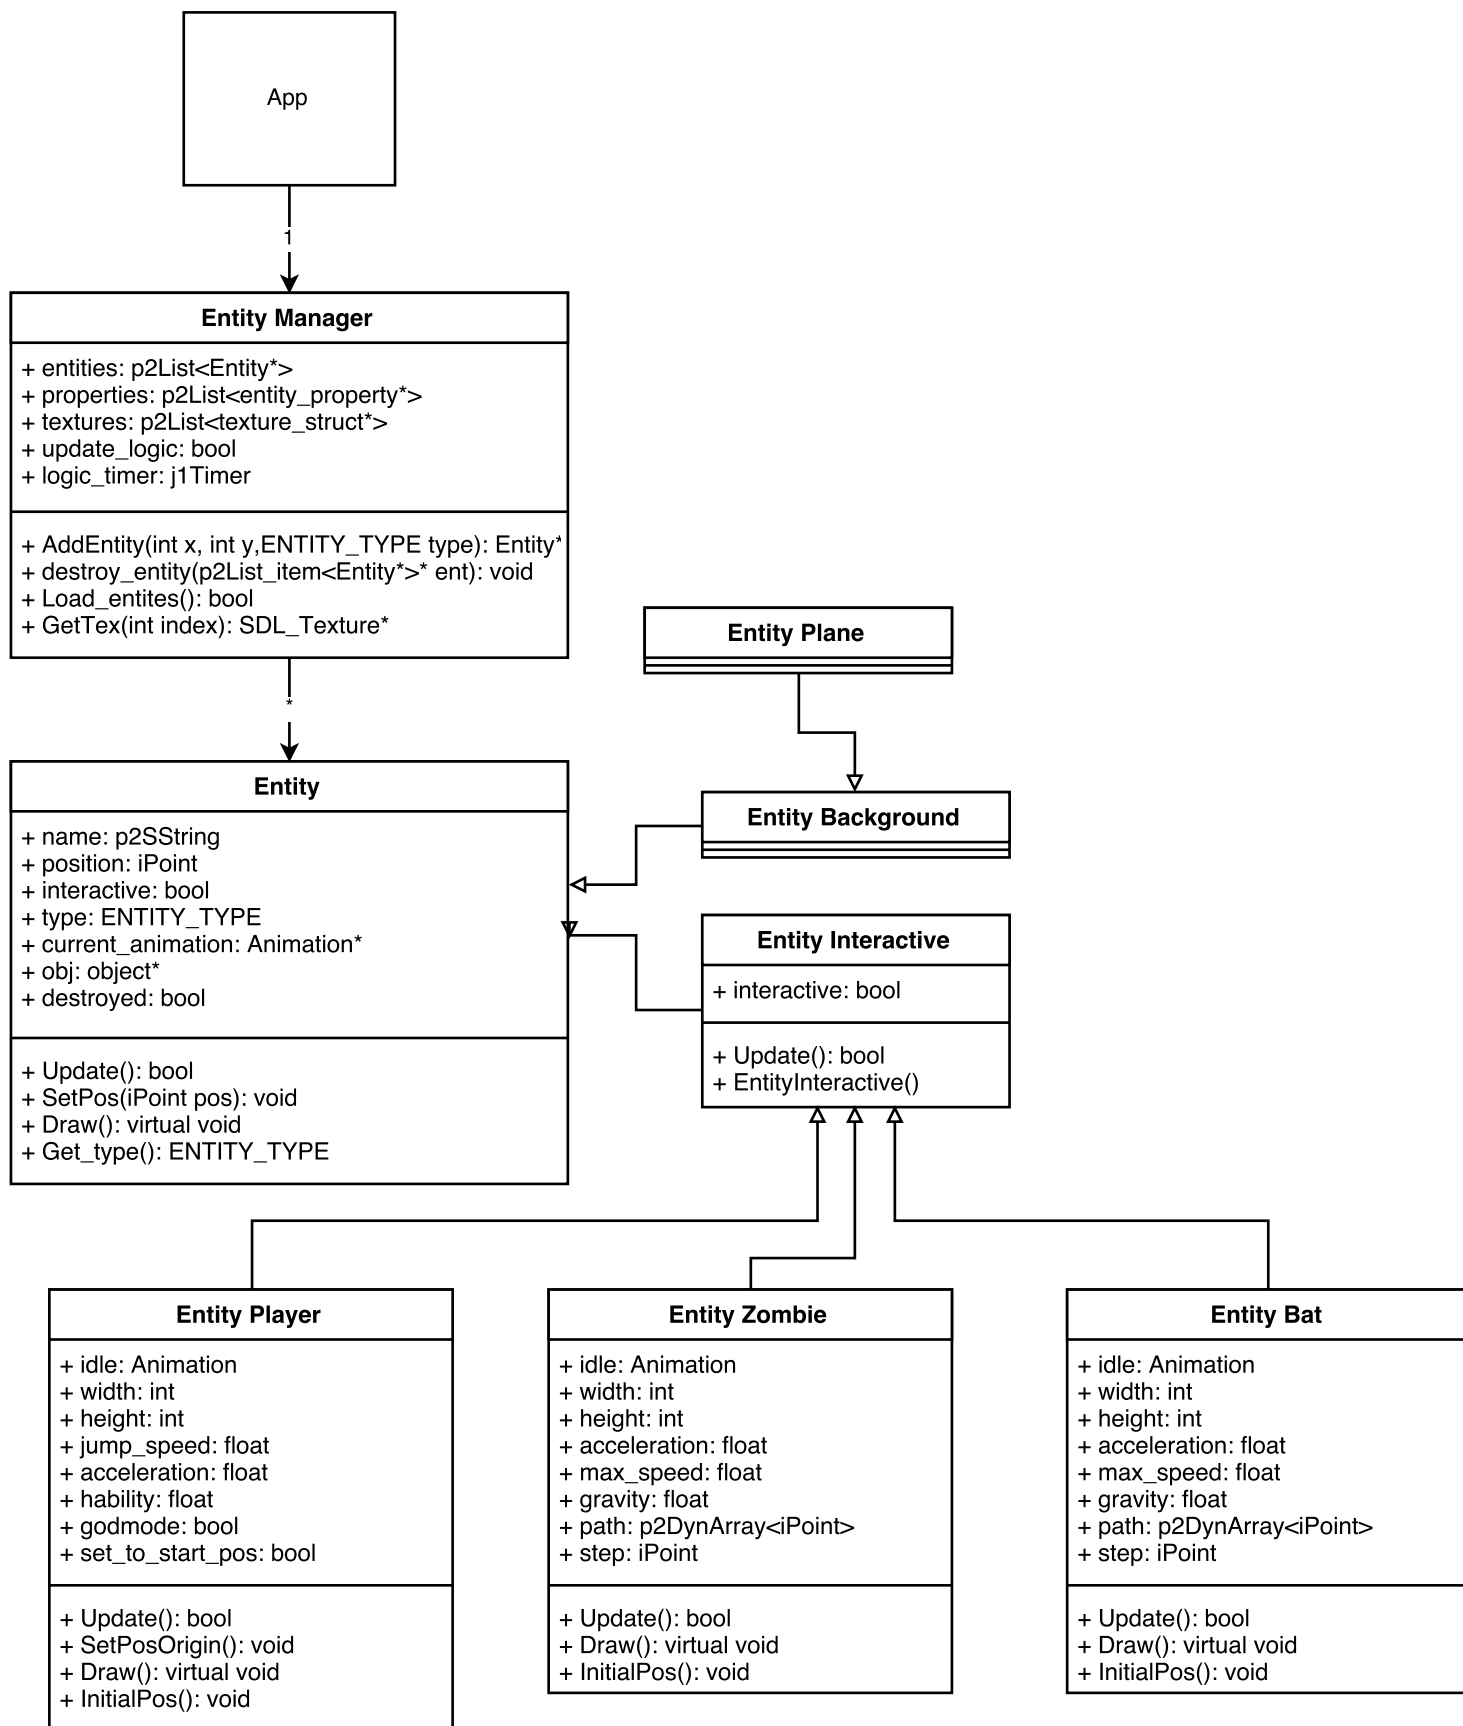 App
1
Entity Manager
+ entities: p2List<Entity*>
+ properties: p2List<entity_property*>
+ textures: p2List<texture_struct*>
+ update_logic: bool
+ logic_timer: j1Timer
+ AddEntity(int x, int y,ENTITY_TYPE type): Entity*
+ destroy_entity(p2List_item<Entity*>* ent): void
+ Load_entites(): bool
+ GetTex(int index): SDL_Texture*
*
Entity Plane
Entity
+ name: p2SString
+ position: iPoint
+ interactive: bool
+ type: ENTITY_TYPE
+ current_animation: Animation*
+ obj: object*
+ destroyed: bool
+ Update(): bool
+ SetPos(iPoint pos): void
+ Draw(): virtual void
+ Get_type(): ENTITY_TYPE
Entity Background
Entity Interactive
+ interactive: bool
+ Update(): bool
+ EntityInteractive()
Entity Player
+ idle: Animation
+ width: int
+ height: int
+ jump_speed: float
+ acceleration: float
+ hability: float
+ godmode: bool
+ set_to_start_pos: bool
+ Update(): bool
+ SetPosOrigin(): void
+ Draw(): virtual void
+ InitialPos(): void
Entity Zombie
+ idle: Animation
+ width: int
+ height: int
+ acceleration: float
+ max_speed: float
+ gravity: float
+ path: p2DynArray<iPoint>
+ step: iPoint
+ Update(): bool
+ Draw(): virtual void
+ InitialPos(): void
Entity Bat
+ idle: Animation
+ width: int
+ height: int
+ acceleration: float
+ max_speed: float
+ gravity: float
+ path: p2DynArray<iPoint>
+ step: iPoint
+ Update(): bool
+ Draw(): virtual void
+ InitialPos(): void